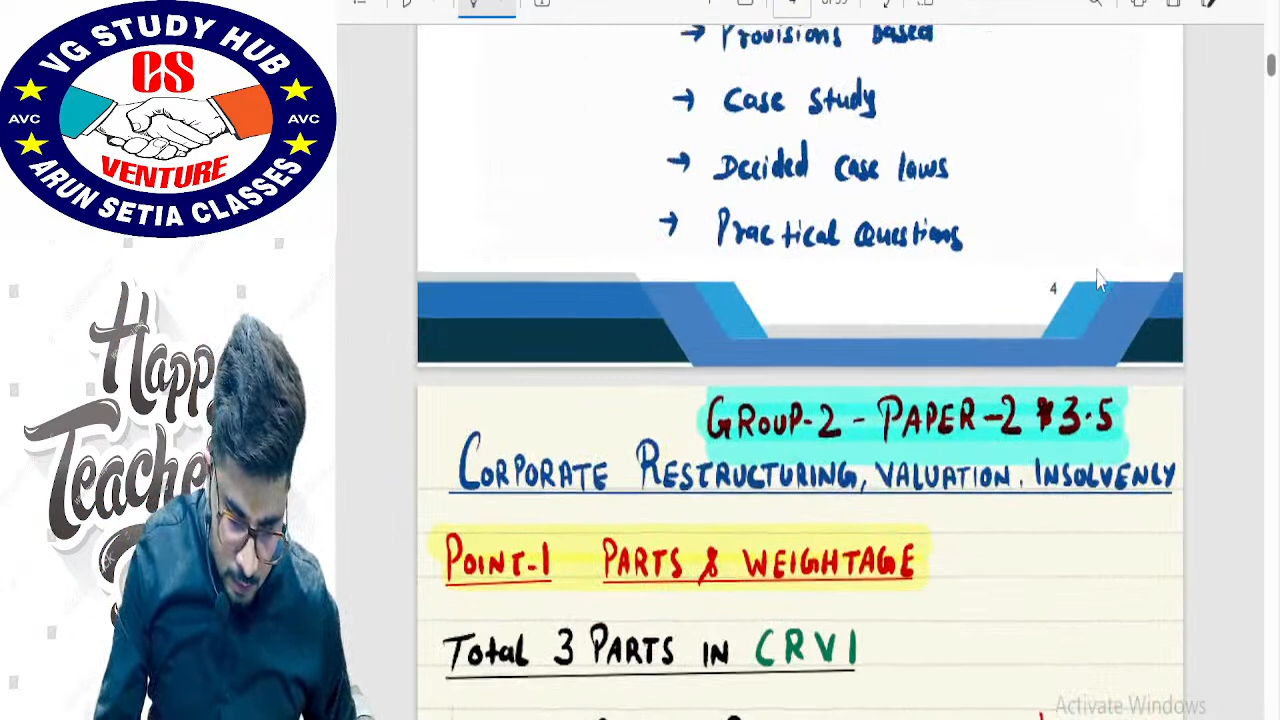 VG STUDY HUB
CS
AVC
AVC
VENTURE
ARUN SETIA CLASSES
Happy
Teache
→ Provisions based
→ Case Study
→ Decided Case laws
→ Practical Questions
4
GROUP-2 - PAPER-2 3.5
CORPORATE RESTRUCTURING, VALUATION. INSOLVENCY
POINT-1 PARTS & WEIGHTAGE
Total 3 PARTS IN CRVI
Activate Windows